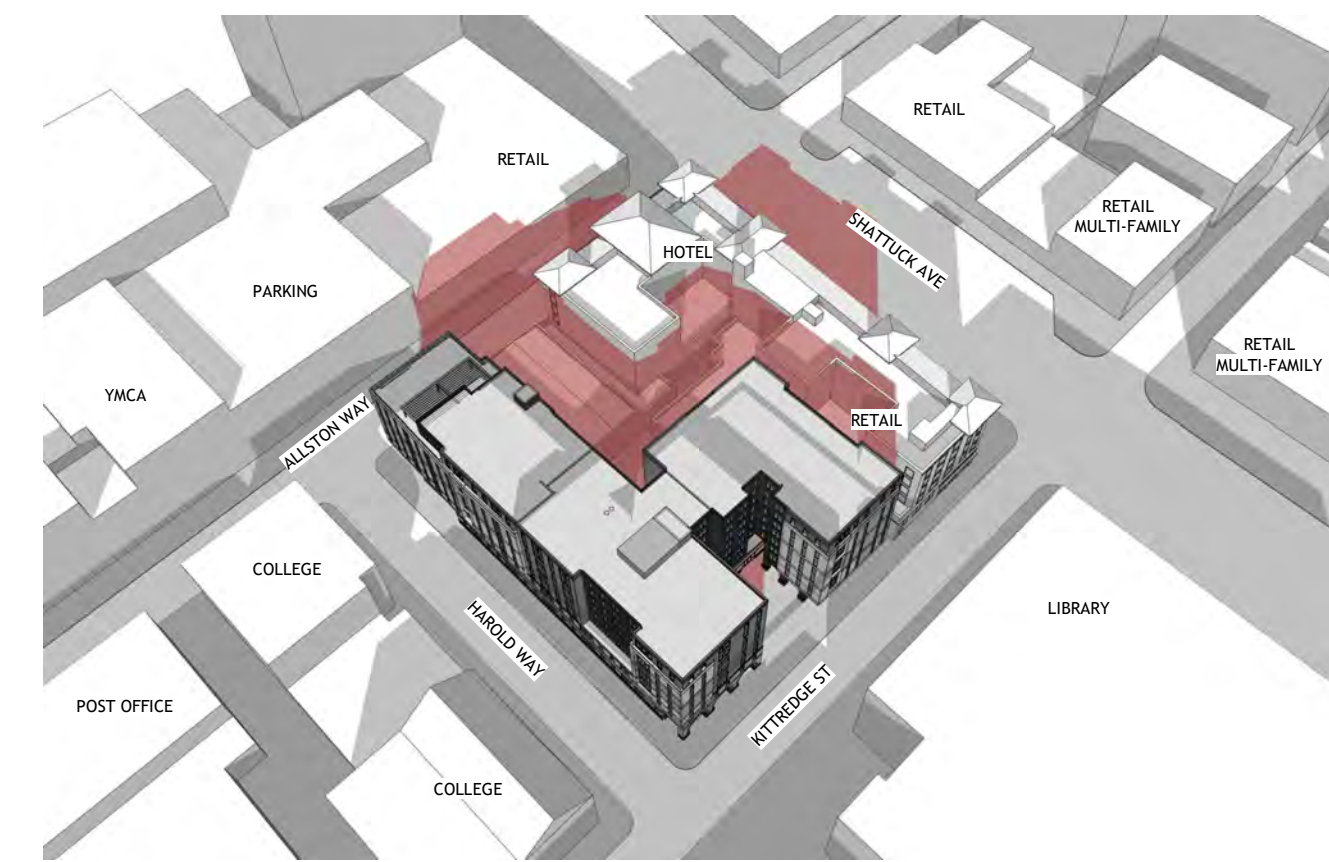 RETAIL
RETAIL
RETAIL
MULTI-FAMILY
SHATTUCK AVE
HOTEL
PARKING
RETAIL
MULTI-FAMILY
YMCA
ALLSTON WAY
RETAIL
COLLEGE
LIBRARY
HAROLD WAY
KITTREDGE ST
POST OFFICE
COLLEGE